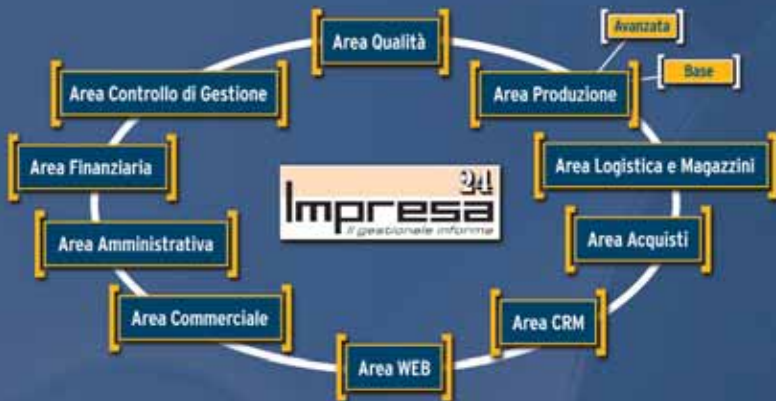 Area Qualità
Avanzata
Base
Area Produzione
Area Controllo di Gestione
Area Logistica e Magazzini
Area Finanziaria
24
Impresa
il gestionale informa
Area Acquisti
Area Amministrativa
Area CRM
Area Commerciale
Area WEB